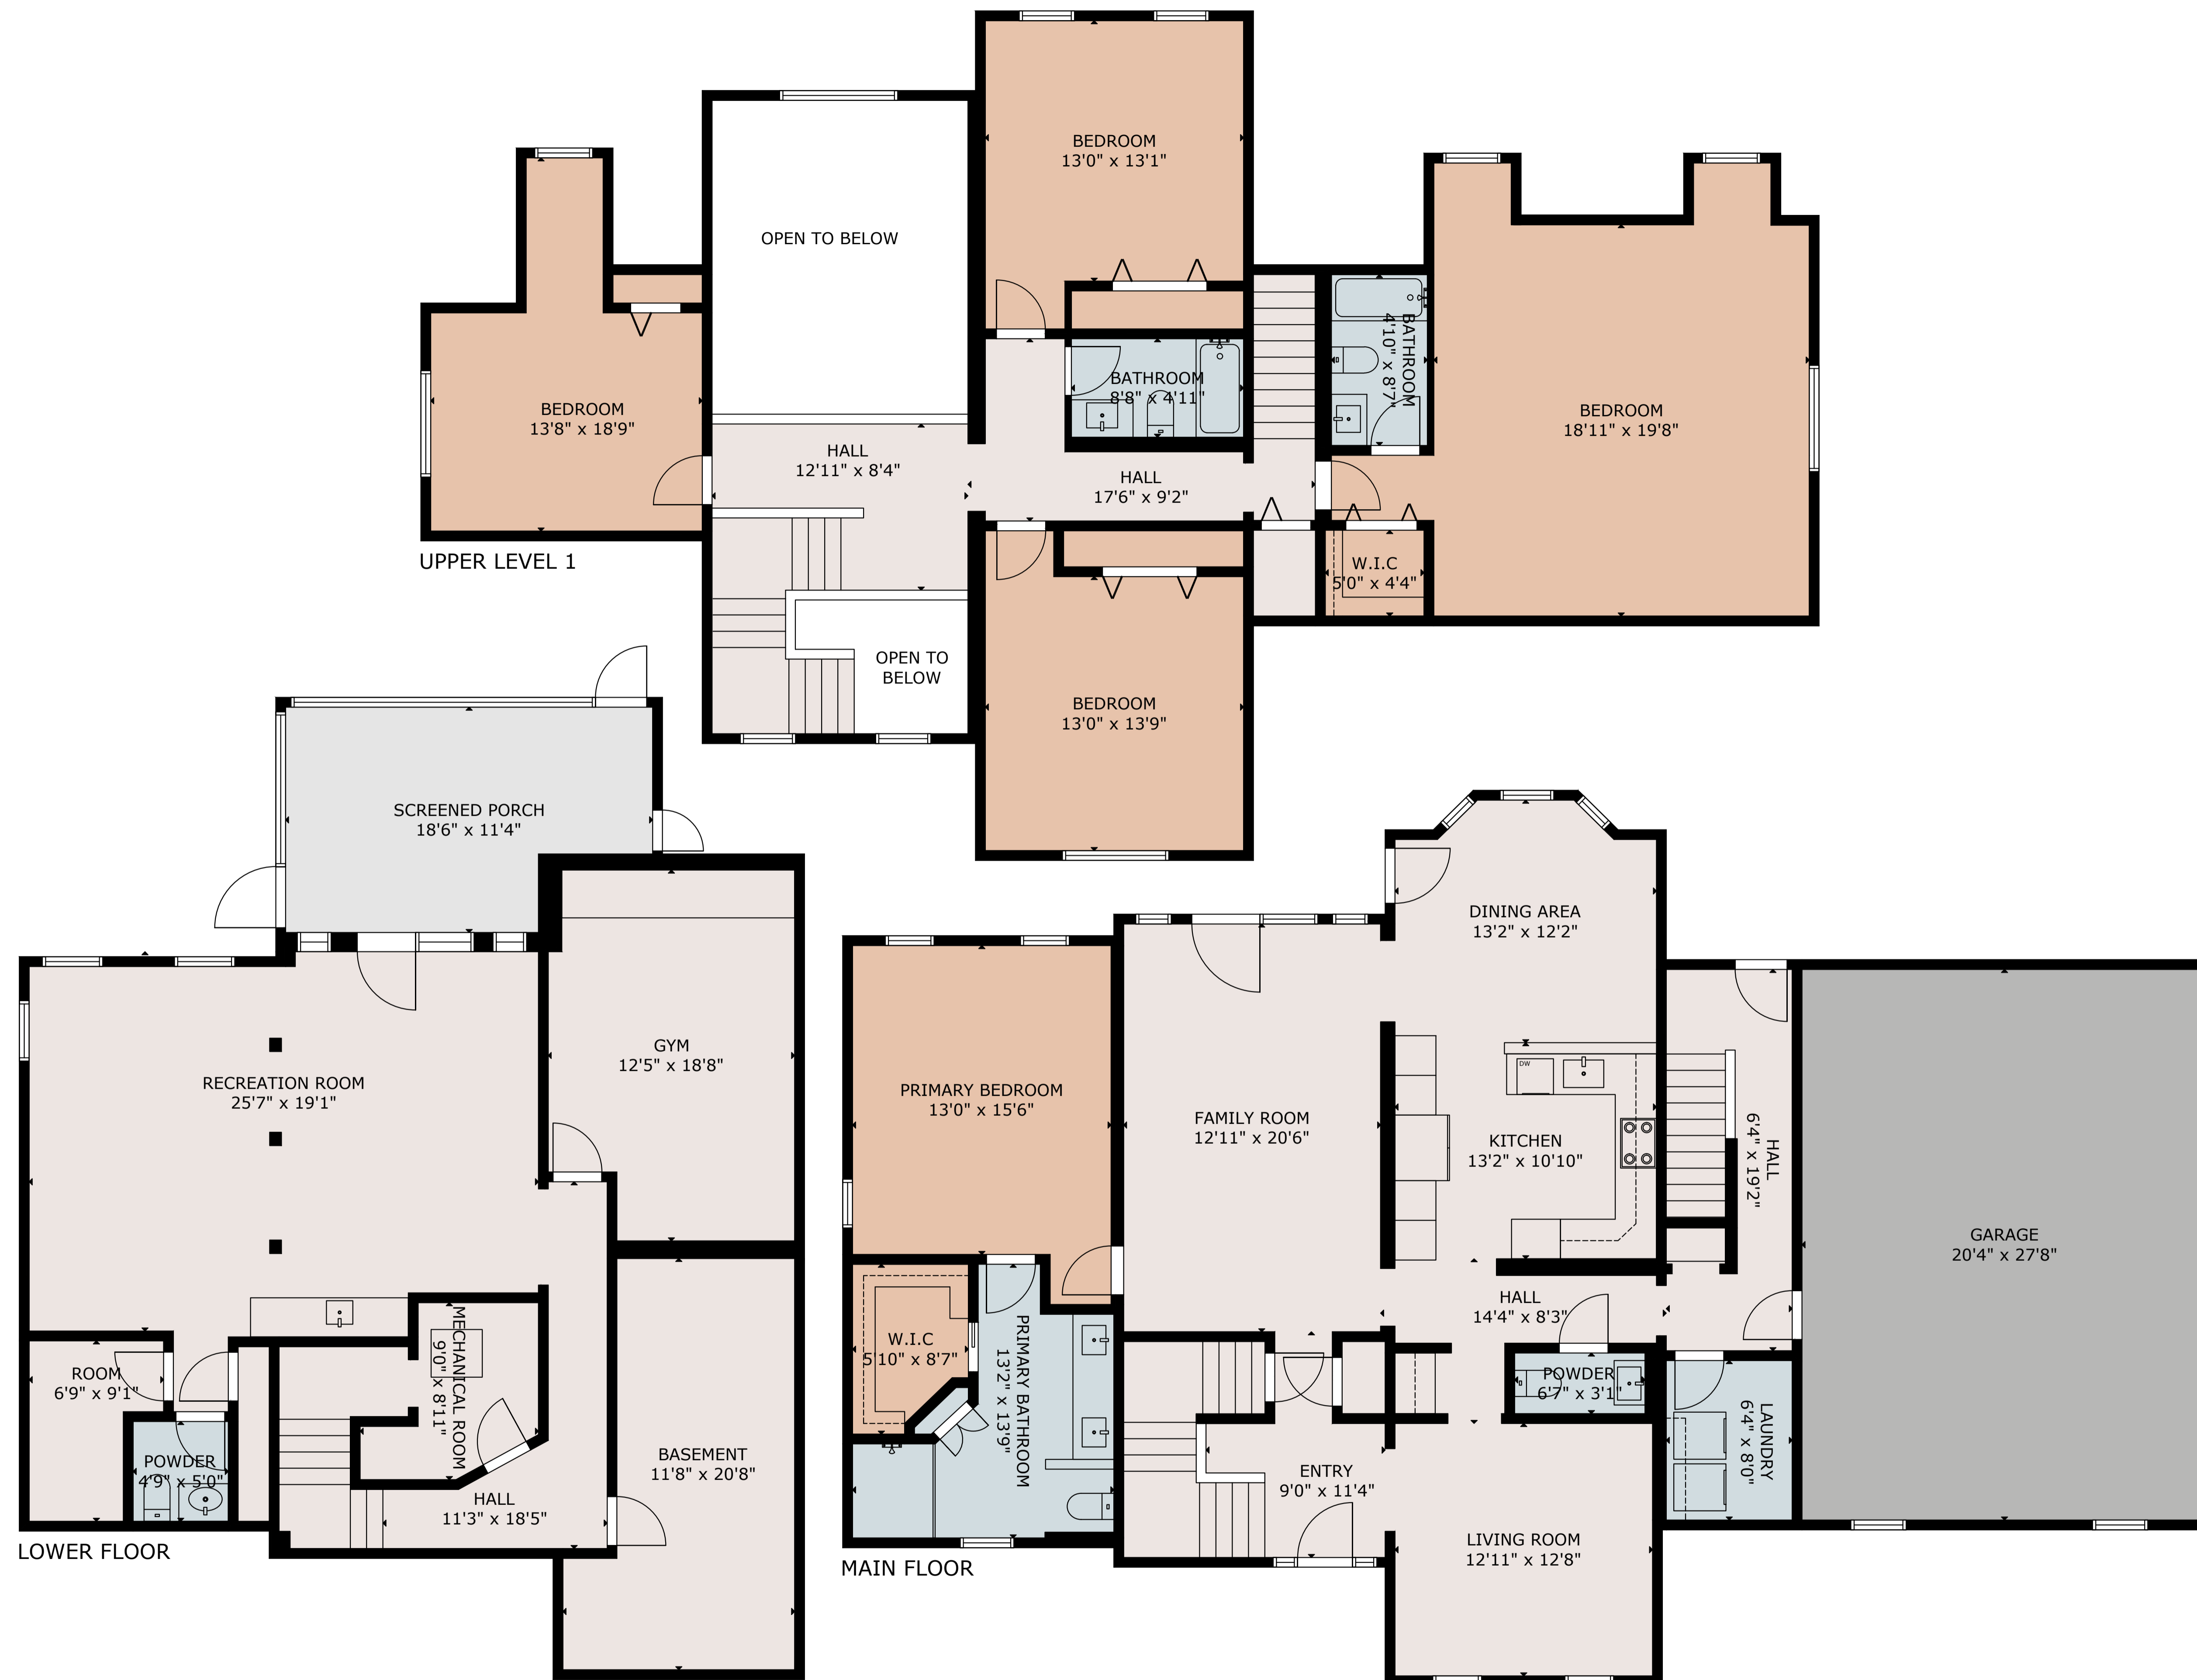 BEDROOM
13'0" x 13'1"
OPEN TO BELOW
BEDROOM
13'8" x 18'9"
BATHROOM
8'8" x 4'11"
BATHROOM
4'10" x 8'7"
BEDROOM
18'11" x 19'8"
HALL
12'11" x 8'4"
HALL
17'6" x 9'2"
W.I.C
5'0" x 4'4"
UPPER LEVEL 1
OPEN TO
BELOW
BEDROOM
13'0" x 13'9"
SCREENED PORCH
18'6" x 11'4"
GYM
12'5" x 18'8"
RECREATION ROOM
25'7" x 19'1"
MECHANICAL ROOM
9'0" x 8'11"
ROOM
6'9" x 9'1"
POWDER
4'9" x 5'0"
HALL
11'3" x 18'5"
BASEMENT
11'8" x 20'8"
LOWER FLOOR
DINING AREA
13'2" x 12'2"
PRIMARY BEDROOM
13'0" x 15'6"
FAMILY ROOM
12'11" x 20'6"
DW
KITCHEN
13'2" x 10'10"
HALL
6'4" x 19'2"
GARAGE
20'4" x 27'8"
HALL
14'4" x 8'3"
W.I.C
5'10" x 8'7"
PRIMARY BATHROOM
13'2" x 13'9"
POWDER
6'7" x 3'1"
LAUNDRY
6'4" x 8'0"
ENTRY
9'0" x 11'4"
LIVING ROOM
12'11" x 12'8"
MAIN FLOOR